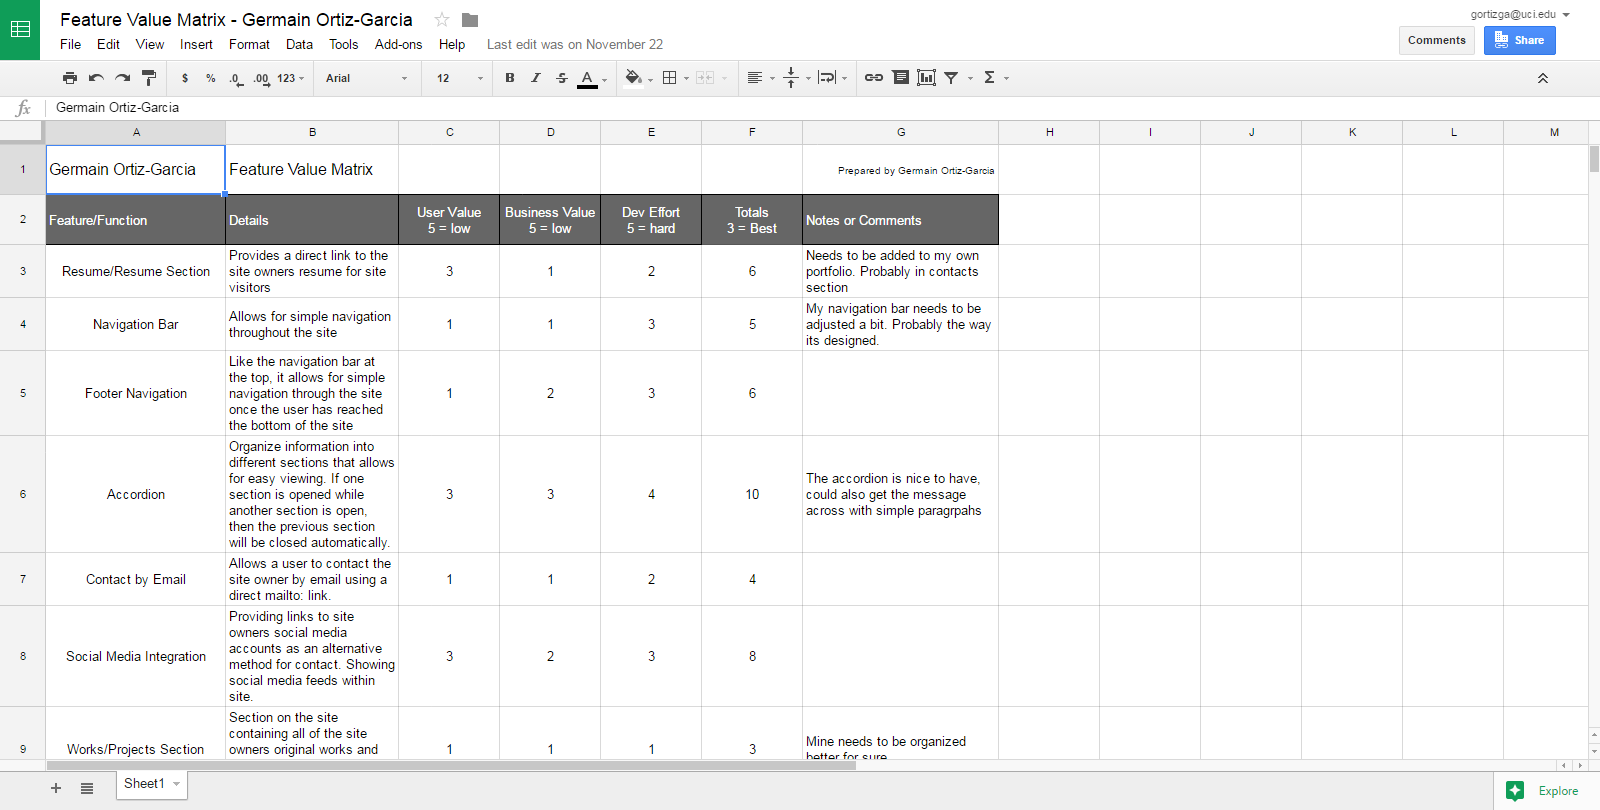 Feature Value Matrix - Germain Ortiz-Garcia
gortizga@uci.edu
File Edit View Insert Format Data Tools Add-ons Help Last edit was on November 22
Comments
Share
$ % .0 .00 123 Arial 12 B I S A Σ
fx Germain Ortiz-Garcia
A B C D E F G H I J K L M
1 Germain Ortiz-Garcia Feature Value Matrix Prepared by Germain Ortiz-Garcia
2 Feature/Function Details
User Value
5 = low
Business Value
5 = low
Dev Effort
5 = hard
Totals
3 = Best
Notes or Comments
3 Resume/Resume Section
Provides a direct link to the
site owners resume for site
visitors
3 1 2 6
Needs to be added to my own
portfolio. Probably in contacts
section
4 Navigation Bar
Allows for simple navigation
throughout the site
1 1 3 5
My navigation bar needs to be
adjusted a bit. Probably the way
its designed.
5 Footer Navigation
Like the navigation bar at
the top, it allows for simple
navigation through the site
once the user has reached
the bottom of the site
1 2 3 6
6 Accordion
Organize information into
different sections that allows
for easy viewing. If one
section is opened while
another section is open,
then the previous section
will be closed automatically.
3 3 4 10
The accordion is nice to have,
could also get the message
across with simple paragrpahs
7 Contact by Email
Allows a user to contact the
site owner by email using a
direct mailto: link.
1 1 2 4
8 Social Media Integration
Providing links to site
owners social media
accounts as an alternative
method for contact. Showing
social media feeds within
site.
3 2 3 8
9 Works/Projects Section
Section on the site
containing all of the site
owners original works and
1 1 1 3
Mine needs to be organized
better for sure
Sheet1
Explore